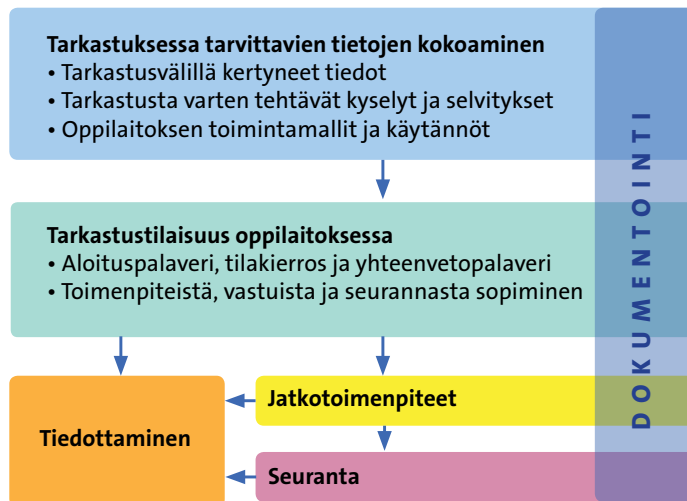 Tarkastuksessa tarvittavien tietojen kokoaminen
• Tarkastusvälillä kertyneet tiedot
• Tarkastusta varten tehtävät kyselyt ja selvitykset
• Oppilaitoksen toimintamallit ja käytännöt
Tarkastustilaisuus oppilaitoksessa
• Aloituspalaveri, tilakierros ja yhteenvetopalaveri
• Toimenpiteistä, vastuista ja seurannasta sopiminen
Tiedottaminen
Jatkotoimenpiteet
Seuranta
DOKUMENTOINTI